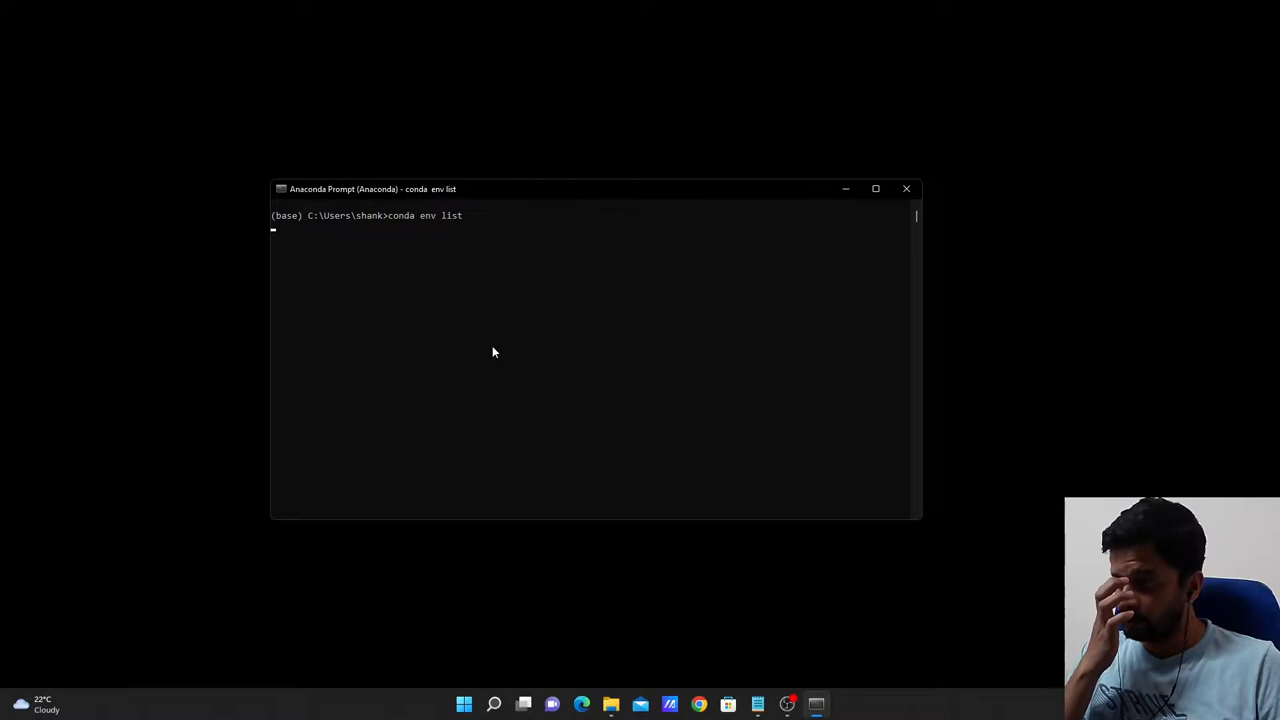 Anaconda Prompt (Anaconda) - conda  env list
(base) C:\Users\shank>conda env list
22°C
Cloudy